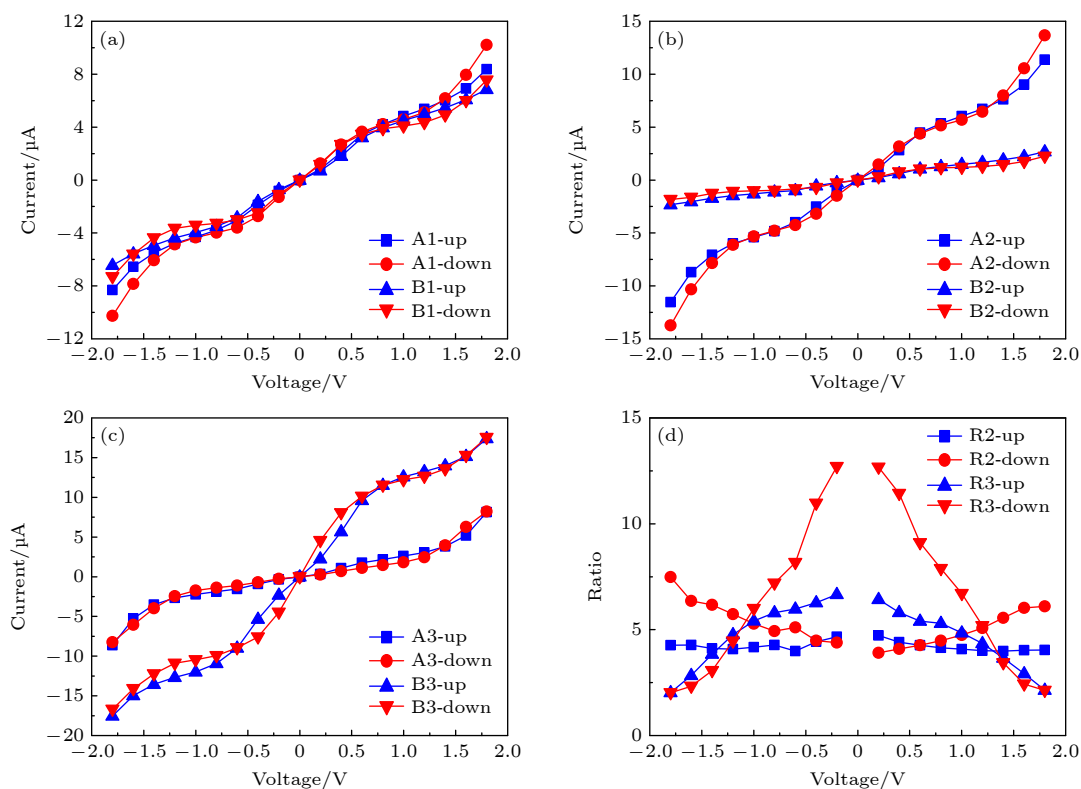 (a)
12
8
4
0
−4
−8
−12
Current/μA
A1-up
A1-down
B1-up
B1-down
−2.0 −1.5 −1.0 −0.5 0 0.5 1.0 1.5 2.0
Voltage/V
(b)
15
10
5
0
−5
−10
−15
Current/μA
A2-up
A2-down
B2-up
B2-down
−2.0 −1.5 −1.0 −0.5 0 0.5 1.0 1.5 2.0
Voltage/V
(c)
20
15
10
5
0
−5
−10
−15
−20
Current/μA
A3-up
A3-down
B3-up
B3-down
−2.0 −1.5 −1.0 −0.5 0 0.5 1.0 1.5 2.0
Voltage/V
(d)
15
10
5
0
Ratio
R2-up
R2-down
R3-up
R3-down
−2.0 −1.5 −1.0 −0.5 0 0.5 1.0 1.5 2.0
Voltage/V